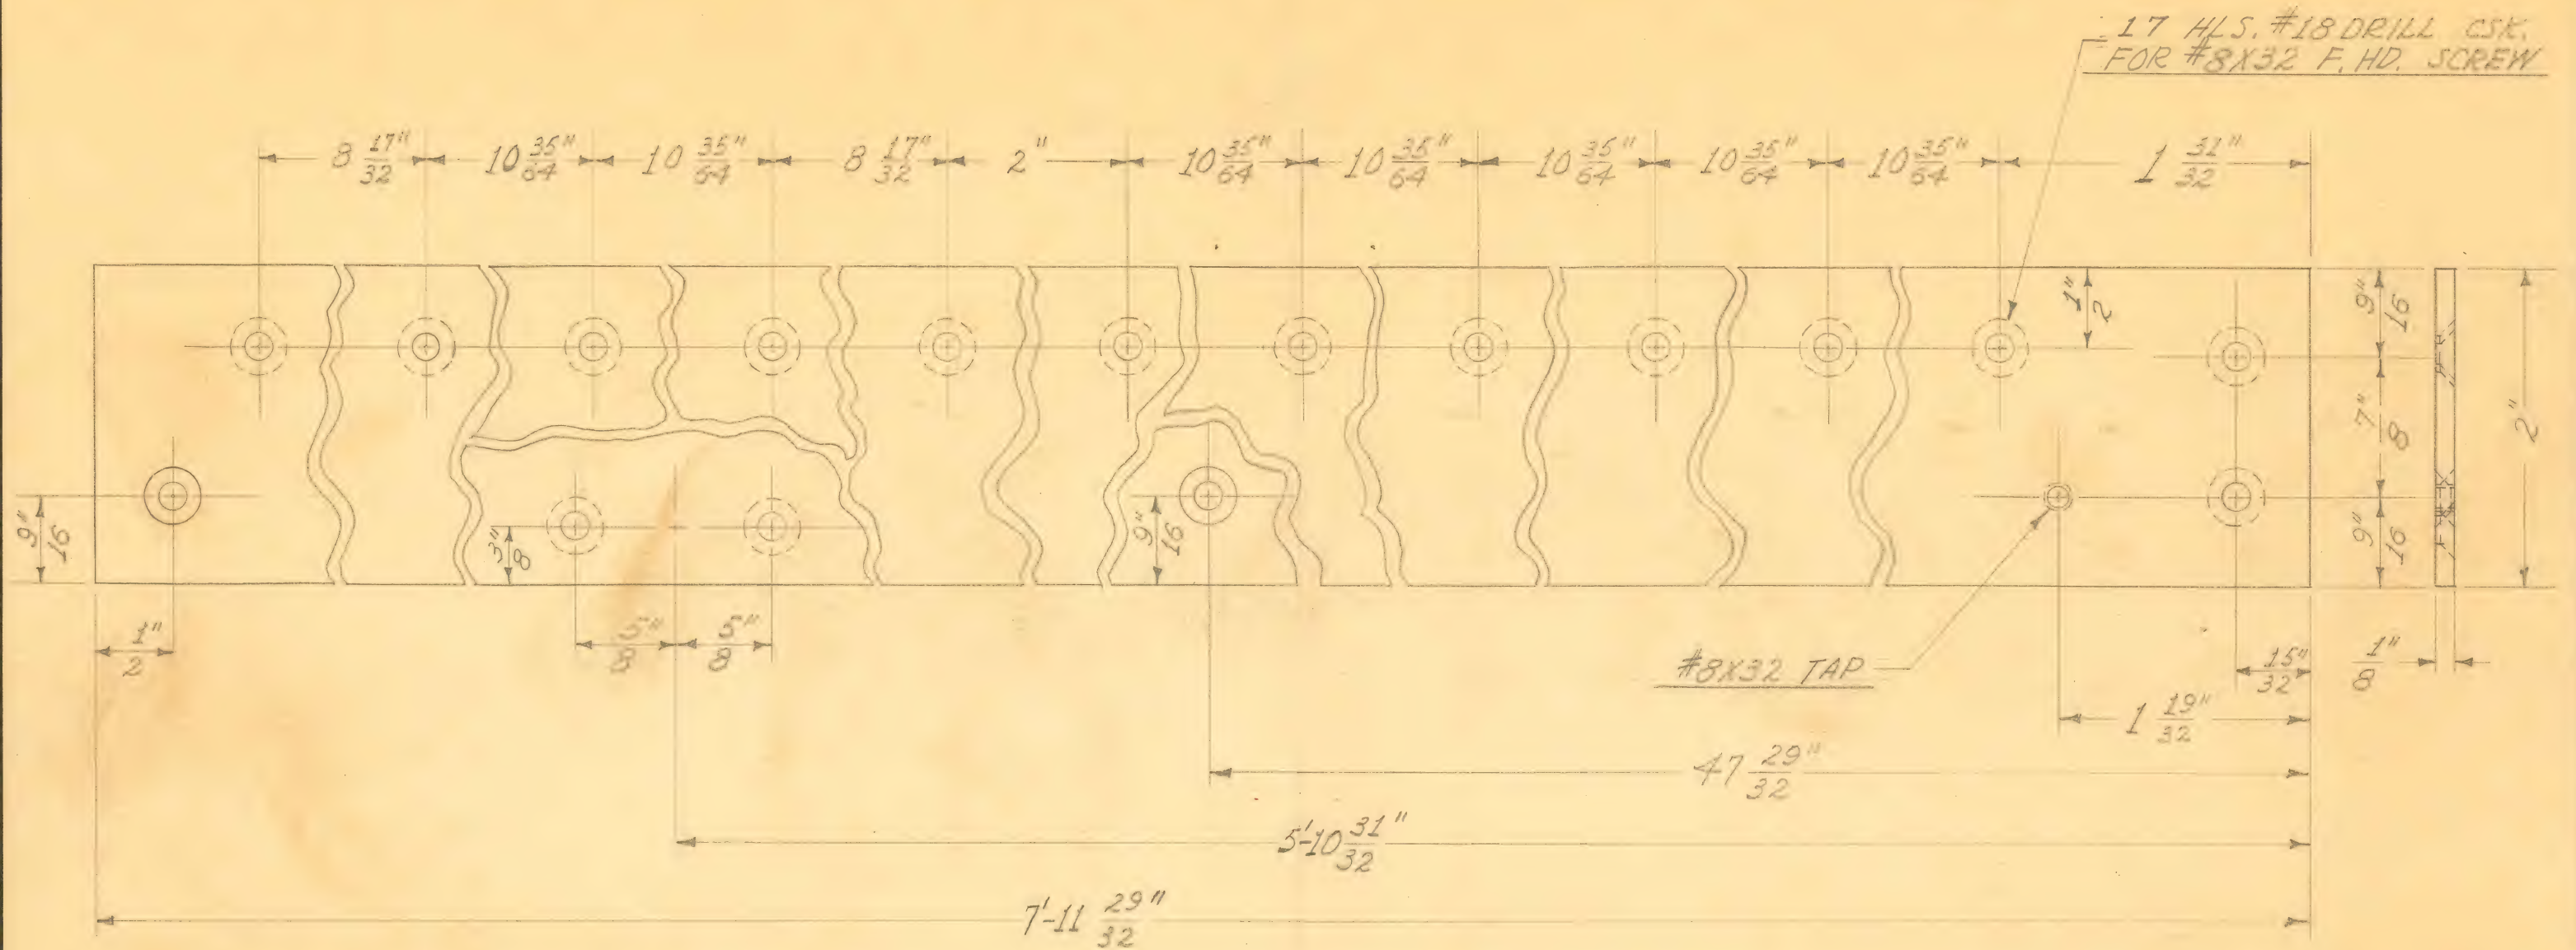 17 HLS. #18 DRILL CSK.
FOR #8X32 F. HD. SCREW
8 17/32" 10 35/64" 10 35/64" 8 17/32" 2" 10 35/64" 10 35/64" 10 35/64" 10 35/64" 10 35/64" 1 31/32"
1/2" 9/16"
7/8" 2"
9/16" 3/8" 9/16" 9/16"
1/2" 5/8" 5/8" #8X32 TAP 15/32" 1/8"
1 19/32"
47 29/32"
5'-10 31/32"
7'-11 29/32"